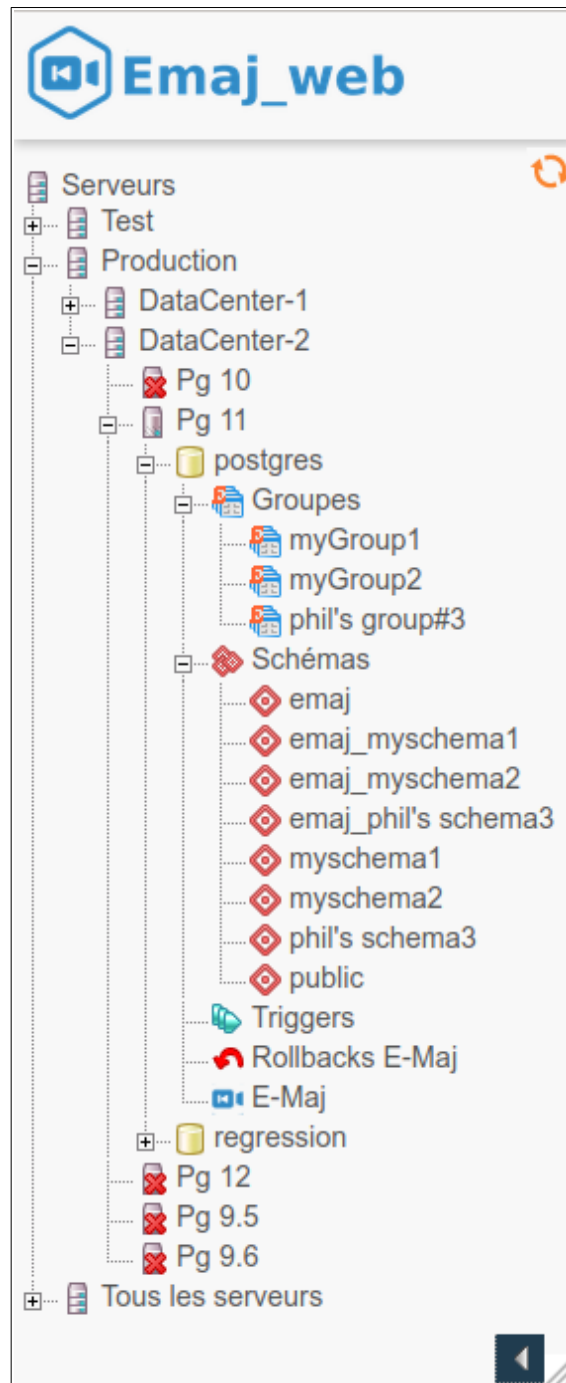 Emaj_web
Serveurs
Test
Production
DataCenter-1
DataCenter-2
Pg 10
Pg 11
postgres
Groupes
myGroup1
myGroup2
phil's group#3
Schémas
emaj
emaj_myschema1
emaj_myschema2
emaj_phil's schema3
myschema1
myschema2
phil's schema3
public
Triggers
Rollbacks E-Maj
E-Maj
regression
Pg 12
Pg 9.5
Pg 9.6
Tous les serveurs